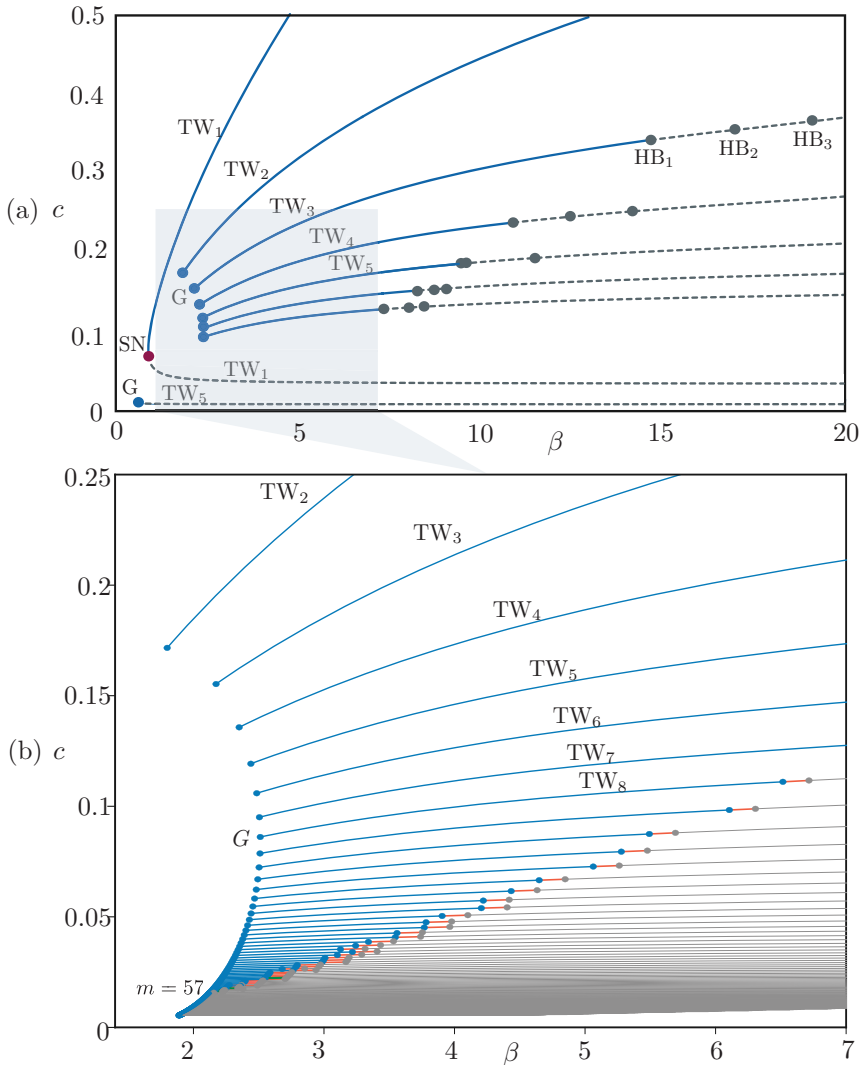 0.5
0.4
0.3
0.2
0.1
0
(a) c
TW₁
TW₂
TW₃
TW₄
TW₅
G
SN
TW₁
G
TW₅
HB₁
HB₂
HB₃
0 5 10 15 20
β
0.25
0.2
0.15
0.1
0.05
0
(b) c
TW₂
TW₃
TW₄
TW₅
TW₆
TW₇
TW₈
G
m = 57
2 3 4 5 6 7
β